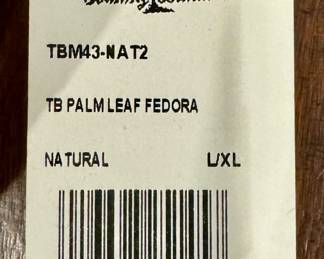 TBM43-NAT2
TB PALM LEAF FEDORA
NATURAL L/XL